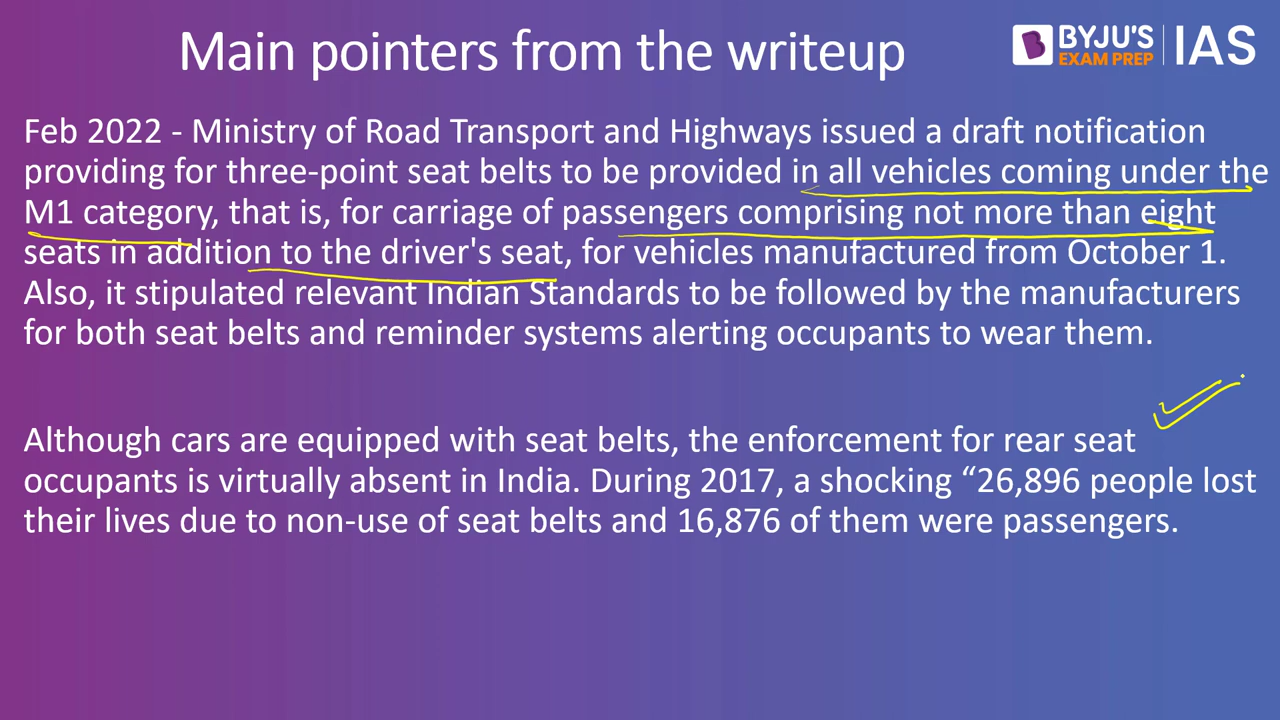 Main pointers from the writeup
BYJU'S
EXAM PREP
IAS
Feb 2022 - Ministry of Road Transport and Highways issued a draft notification
providing for three-point seat belts to be provided in all vehicles coming under the
M1 category, that is, for carriage of passengers comprising not more than eight
seats in addition to the driver's seat, for vehicles manufactured from October 1.
Also, it stipulated relevant Indian Standards to be followed by the manufacturers
for both seat belts and reminder systems alerting occupants to wear them.
Although cars are equipped with seat belts, the enforcement for rear seat
occupants is virtually absent in India. During 2017, a shocking “26,896 people lost
their lives due to non-use of seat belts and 16,876 of them were passengers.